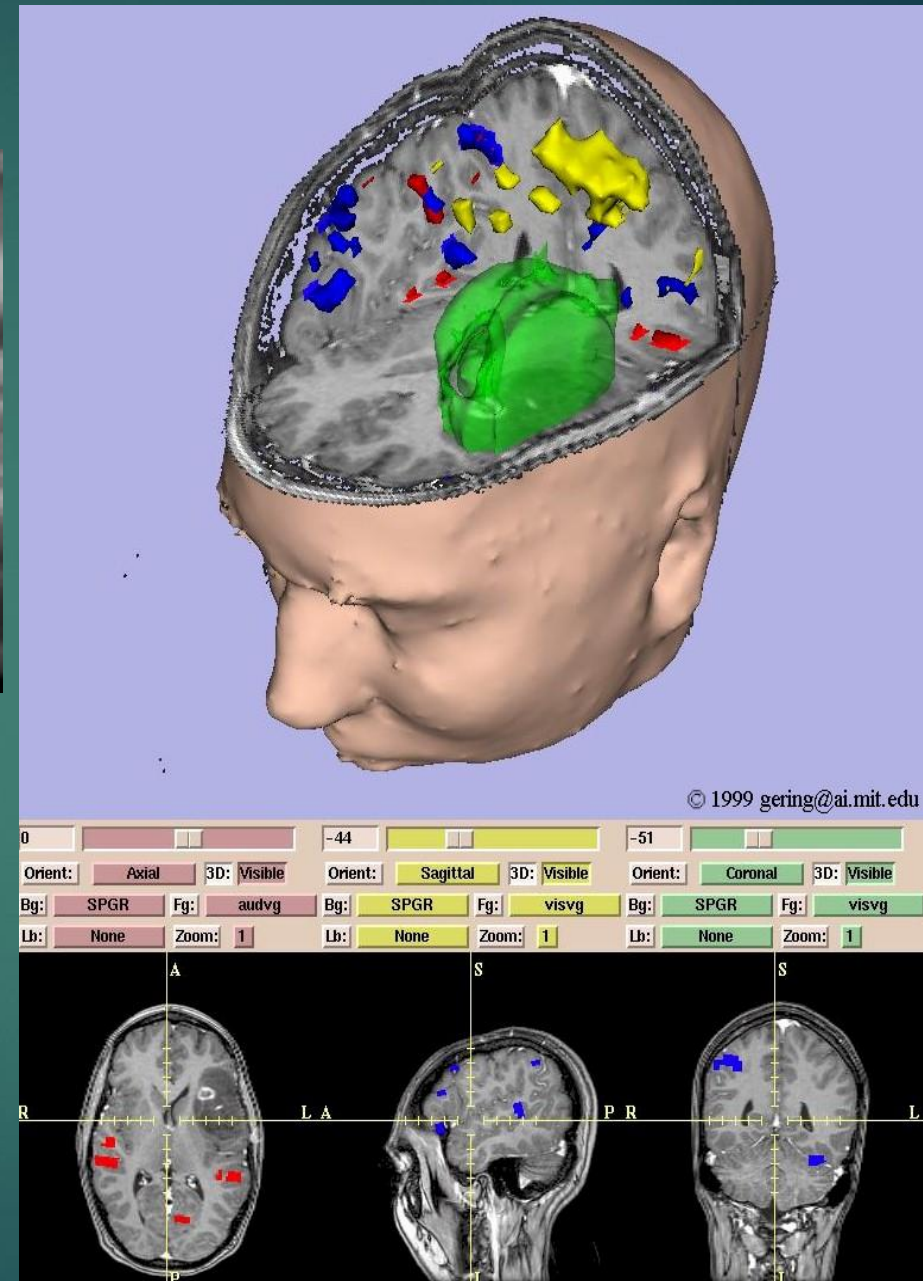 © 1999 gering@ai.mit.edu
0 -44 -51
Orient: Axial 3D: Visible Orient: Sagittal 3D: Visible Orient: Coronal 3D: Visible
Bg: SPGR Fg: audvg Bg: SPGR Fg: visvg Bg: SPGR Fg: visvg
Lb: None Zoom: 1 Lb: None Zoom: 1 Lb: None Zoom: 1
A S S
R L A P R L
P I I